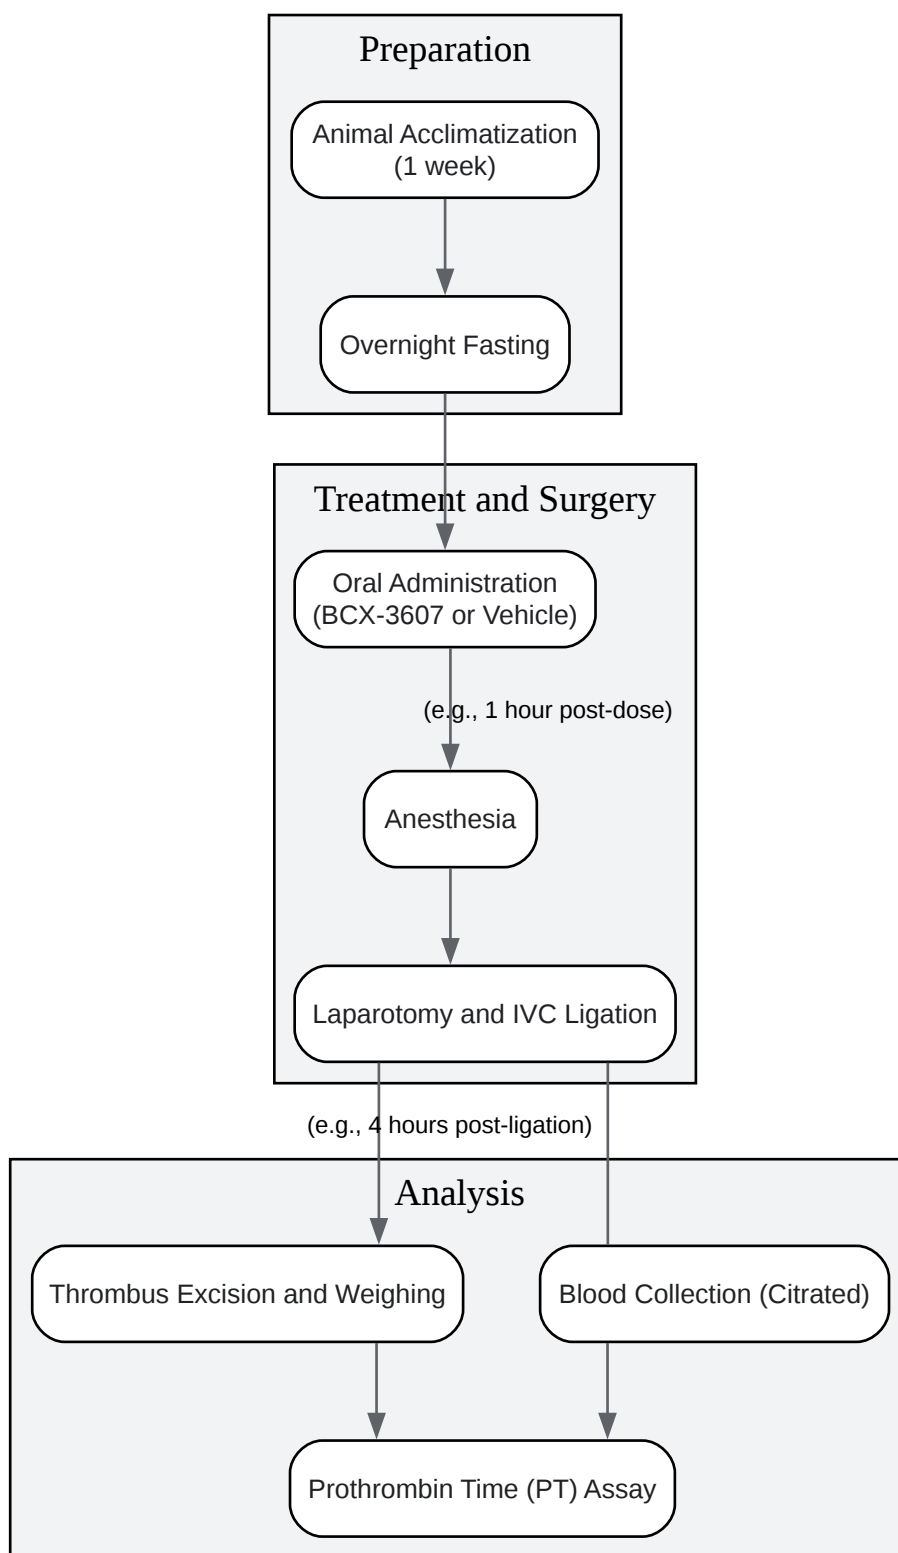 Preparation
Animal Acclimatization
(1 week)
Overnight Fasting
Treatment and Surgery
Oral Administration
(BCX-3607 or Vehicle)
(e.g., 1 hour post-dose)
Anesthesia
Laparotomy and IVC Ligation
(e.g., 4 hours post-ligation)
Analysis
Thrombus Excision and Weighing
Blood Collection (Citrated)
Prothrombin Time (PT) Assay